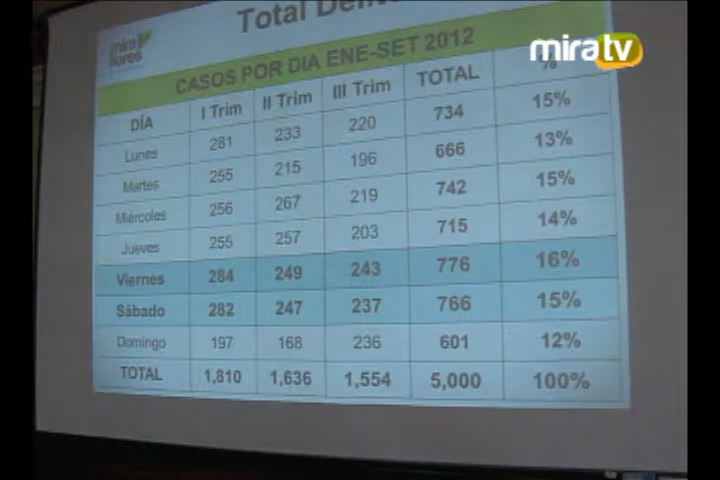 Total
miratv
mira
flores
CASOS POR DIA ENE-SET 2012
DÍA I Trim II Trim III Trim TOTAL %
Lunes 281 233 220 734 15%
Martes 255 215 196 666 13%
Miércoles 256 267 219 742 15%
Jueves 255 257 203 715 14%
Viernes 284 249 243 776 16%
Sábado 282 247 237 766 15%
Domingo 197 168 236 601 12%
TOTAL 1,810 1,636 1,554 5,000 100%